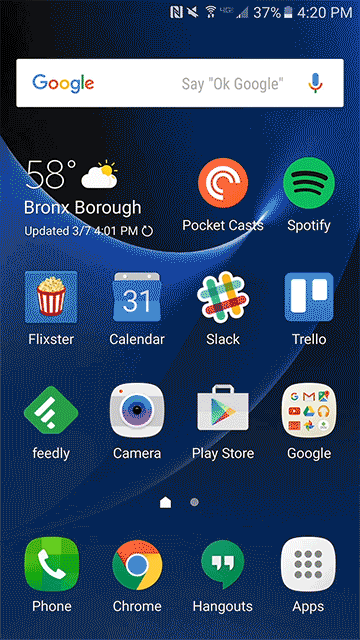 37% 4:20 PM
Google Say "Ok Google"
58°
Bronx Borough
Updated 3/7 4:01 PM
Pocket Casts Spotify
31
Flixster Calendar Slack Trello
feedly Camera Play Store Google
Phone Chrome Hangouts Apps